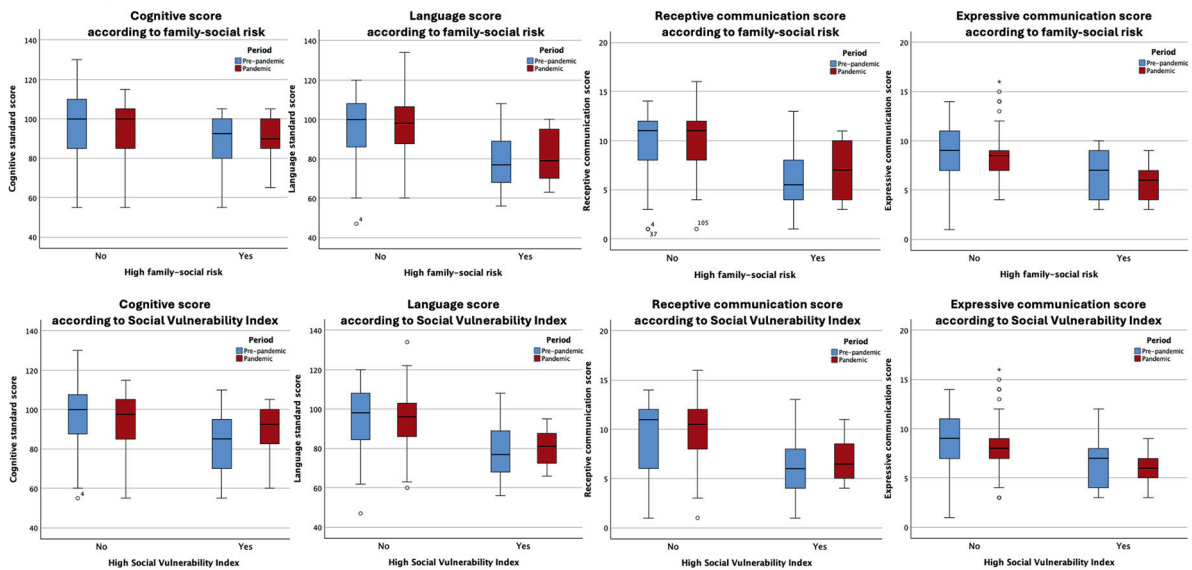 Cognitive score
according to family-social risk
Period
Pre-pandemic
Pandemic
Cognitive standard score
140
120
100
80
60
40
No
Yes
High family-social risk
Language score
according to family-social risk
Period
Pre-pandemic
Pandemic
Language standard score
140
120
100
80
60
40
4
No
Yes
High family-social risk
Receptive communication score
according to family-social risk
Period
Pre-pandemic
Pandemic
Receptive communication score
20
15
10
5
0
4
37
105
No
Yes
High family-social risk
Expressive communication score
according to family-social risk
Period
Pre-pandemic
Pandemic
Expressive communication score
20
15
10
5
0
*
No
Yes
High family-social risk
Cognitive score
according to Social Vulnerability Index
Period
Pre-pandemic
Pandemic
Cognitive standard score
140
120
100
80
60
40
4
No
Yes
High Social Vulnerability Index
Language score
according to Social Vulnerability Index
Period
Pre-pandemic
Pandemic
Language standard score
140
120
100
80
60
40
No
Yes
High Social Vulnerability Index
Receptive communication score
according to Social Vulnerability Index
Period
Pre-pandemic
Pandemic
Receptive communication score
20
15
10
5
0
No
Yes
High Social Vulnerability Index
Expressive communication score
according to Social Vulnerability Index
Period
Pre-pandemic
Pandemic
Expressive communication score
20
15
10
5
0
*
No
Yes
High Social Vulnerability Index